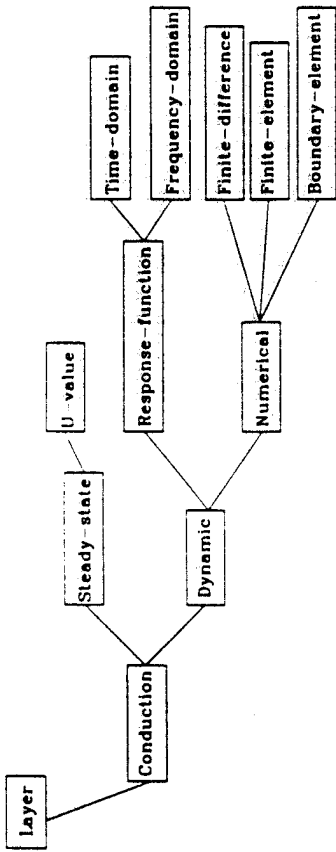 Layer
Conduction
Steady-state
U-value
Dynamic
Response-function
Time-domain
Frequency-domain
Numerical
Finite-difference
Finite-element
Boundary-element